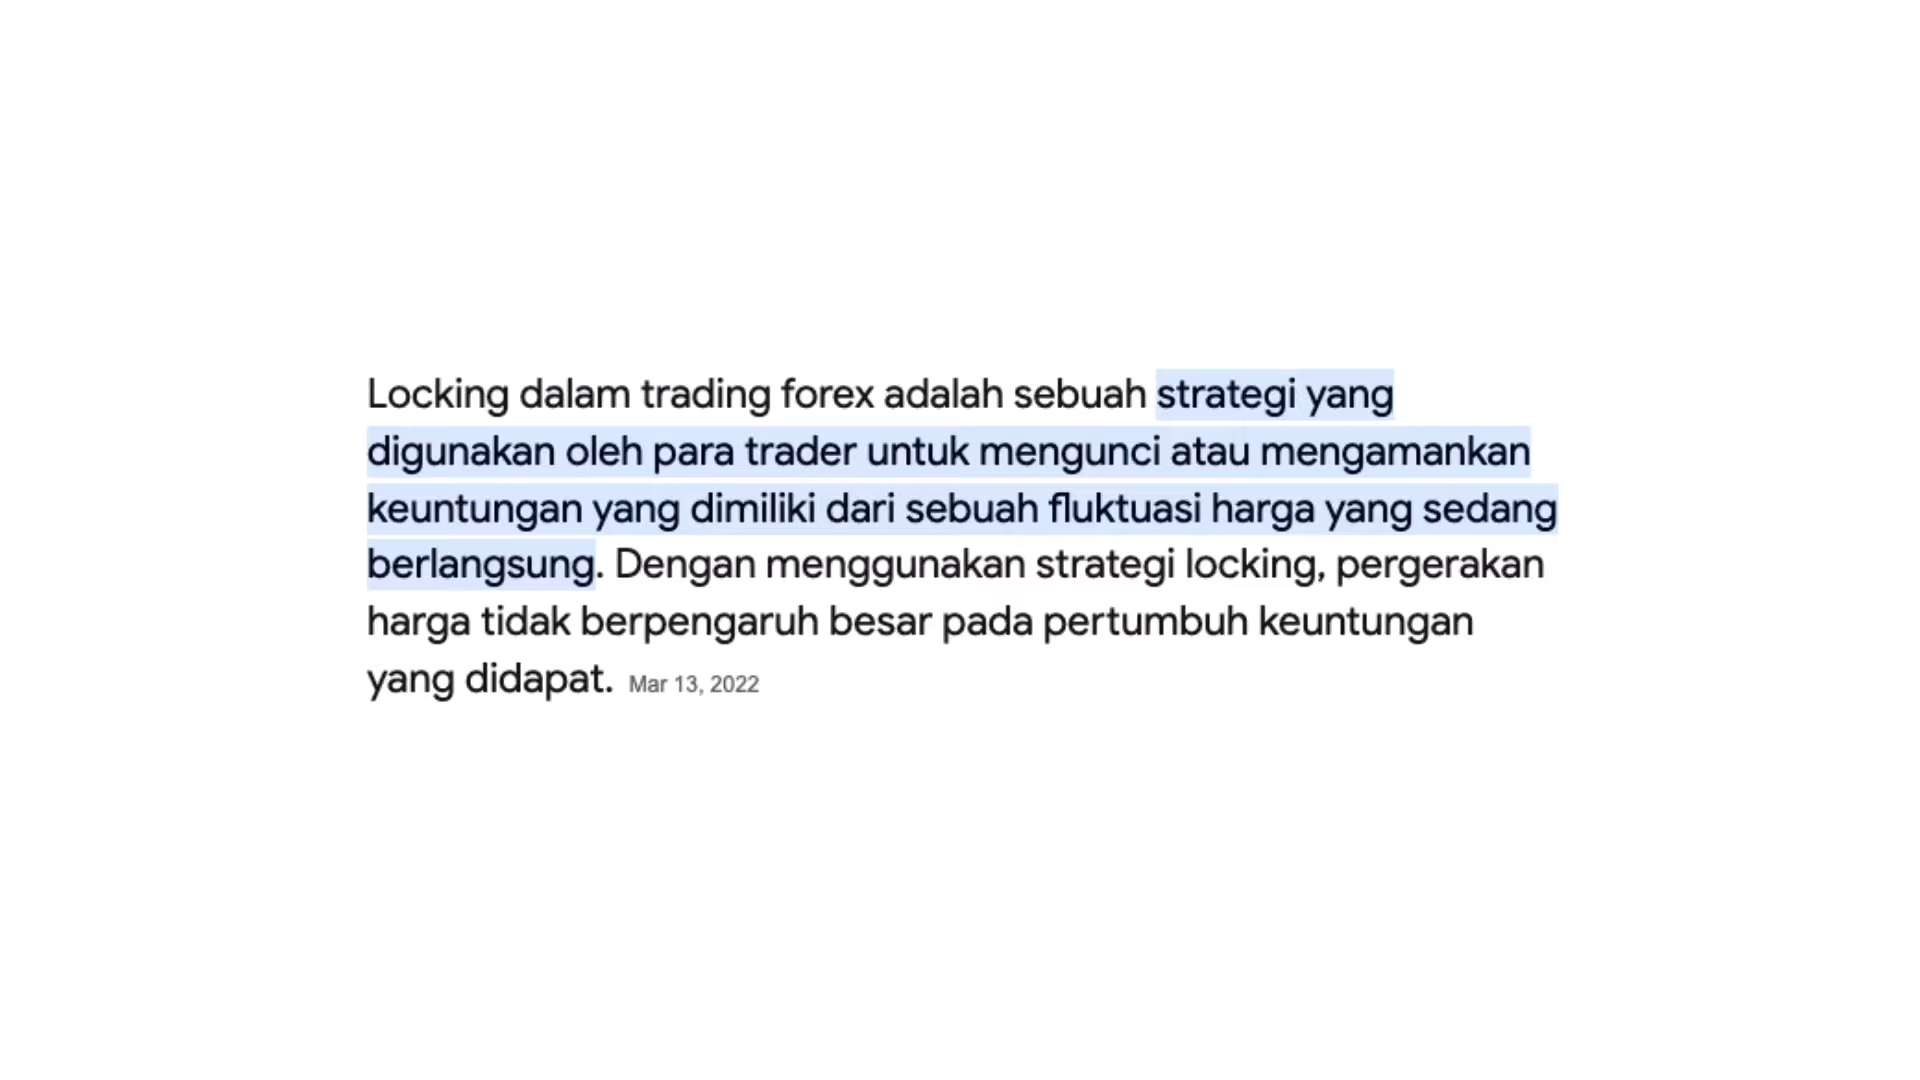 Locking dalam trading forex adalah sebuah strategi yang
digunakan oleh para trader untuk mengunci atau mengamankan
keuntungan yang dimiliki dari sebuah fluktuasi harga yang sedang
berlangsung. Dengan menggunakan strategi locking, pergerakan
harga tidak berpengaruh besar pada pertumbuh keuntungan
yang didapat. Mar 13, 2022